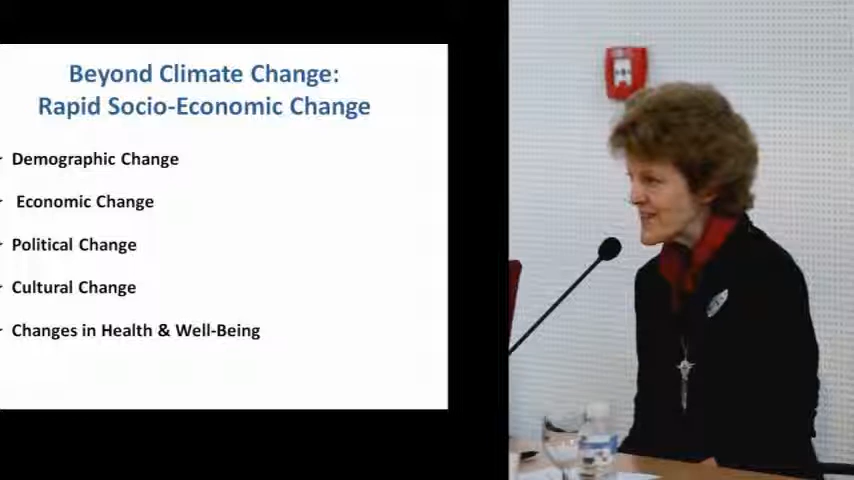 Beyond Climate Change:
Rapid Socio-Economic Change
Demographic Change
Economic Change
Political Change
Cultural Change
Changes in Health & Well-Being